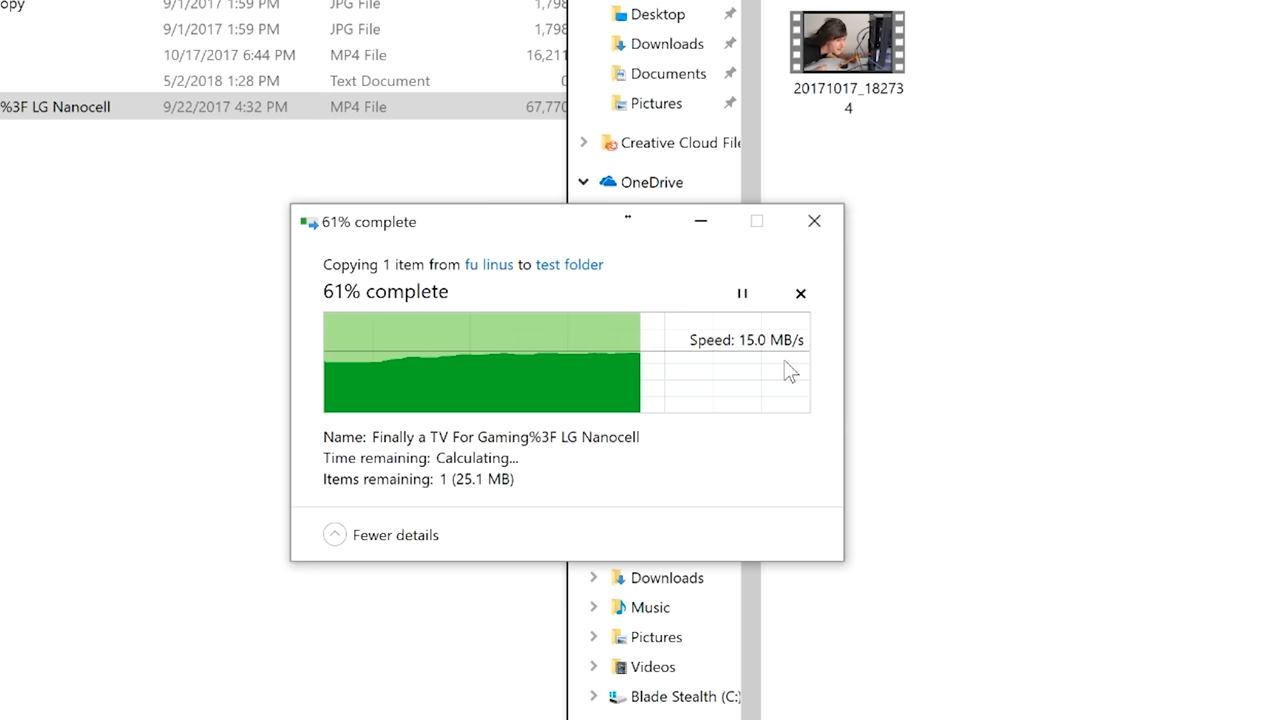 opy 9/1/2017 1:59 PM JPG File 1,798
9/1/2017 1:59 PM JPG File 1,798
10/17/2017 6:44 PM MP4 File 16,211
5/2/2018 1:28 PM Text Document 0
%3F LG Nanocell 9/22/2017 4:32 PM MP4 File 67,770
Desktop
Downloads
Documents
Pictures
Creative Cloud File
OneDrive
20171017_18273
4
61% complete
Copying 1 item from fu linus to test folder
61% complete
Speed: 15.0 MB/s
Name: Finally a TV For Gaming%3F LG Nanocell
Time remaining: Calculating...
Items remaining: 1 (25.1 MB)
Fewer details
Downloads
Music
Pictures
Videos
Blade Stealth (C:)